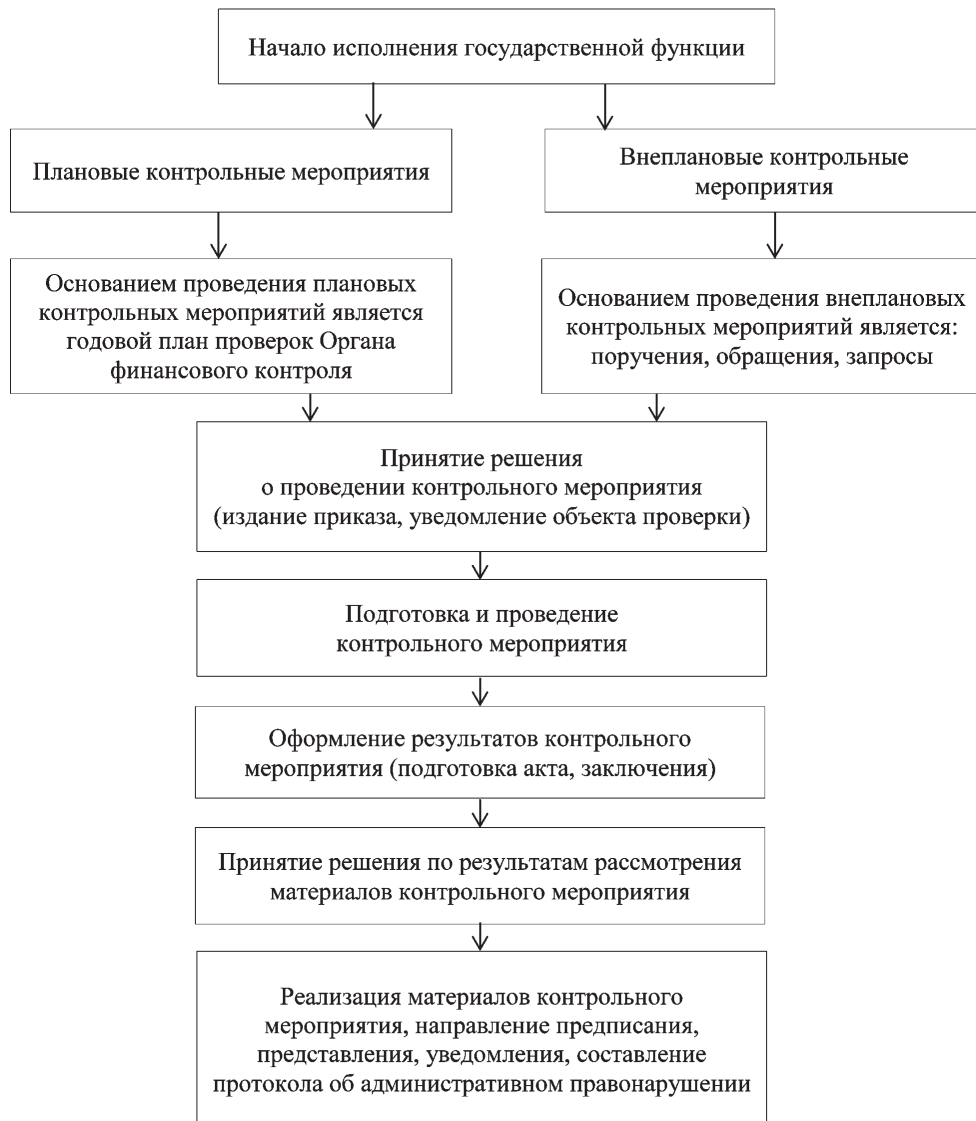 Начало исполнения государственной функции
Плановые контрольные мероприятия
Внеплановые контрольные
мероприятия
Основанием проведения плановых
контрольных мероприятий является
годовой план проверок Органа
финансового контроля
Основанием проведения внеплановых
контрольных мероприятий является:
поручения, обращения, запросы
Принятие решения
о проведении контрольного мероприятия
(издание приказа, уведомление объекта проверки)
Подготовка и проведение
контрольного мероприятия
Оформление результатов контрольного
мероприятия (подготовка акта, заключения)
Принятие решения по результатам рассмотрения
материалов контрольного мероприятия
Реализация материалов контрольного
мероприятия, направление предписания,
представления, уведомления, составление
протокола об административном правонарушении